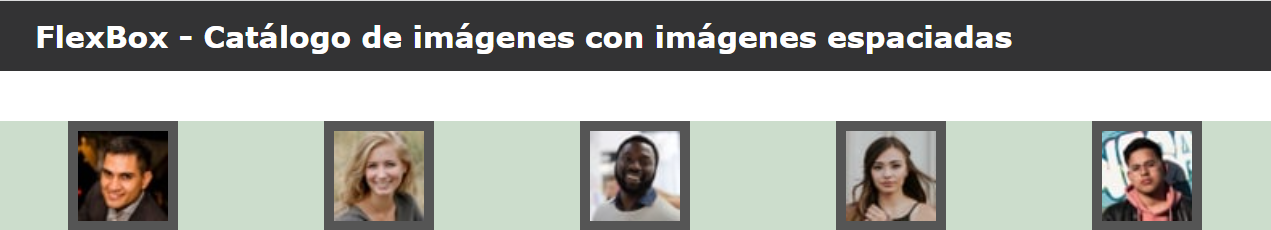 FlexBox - Catálogo de imágenes con imágenes espaciadas